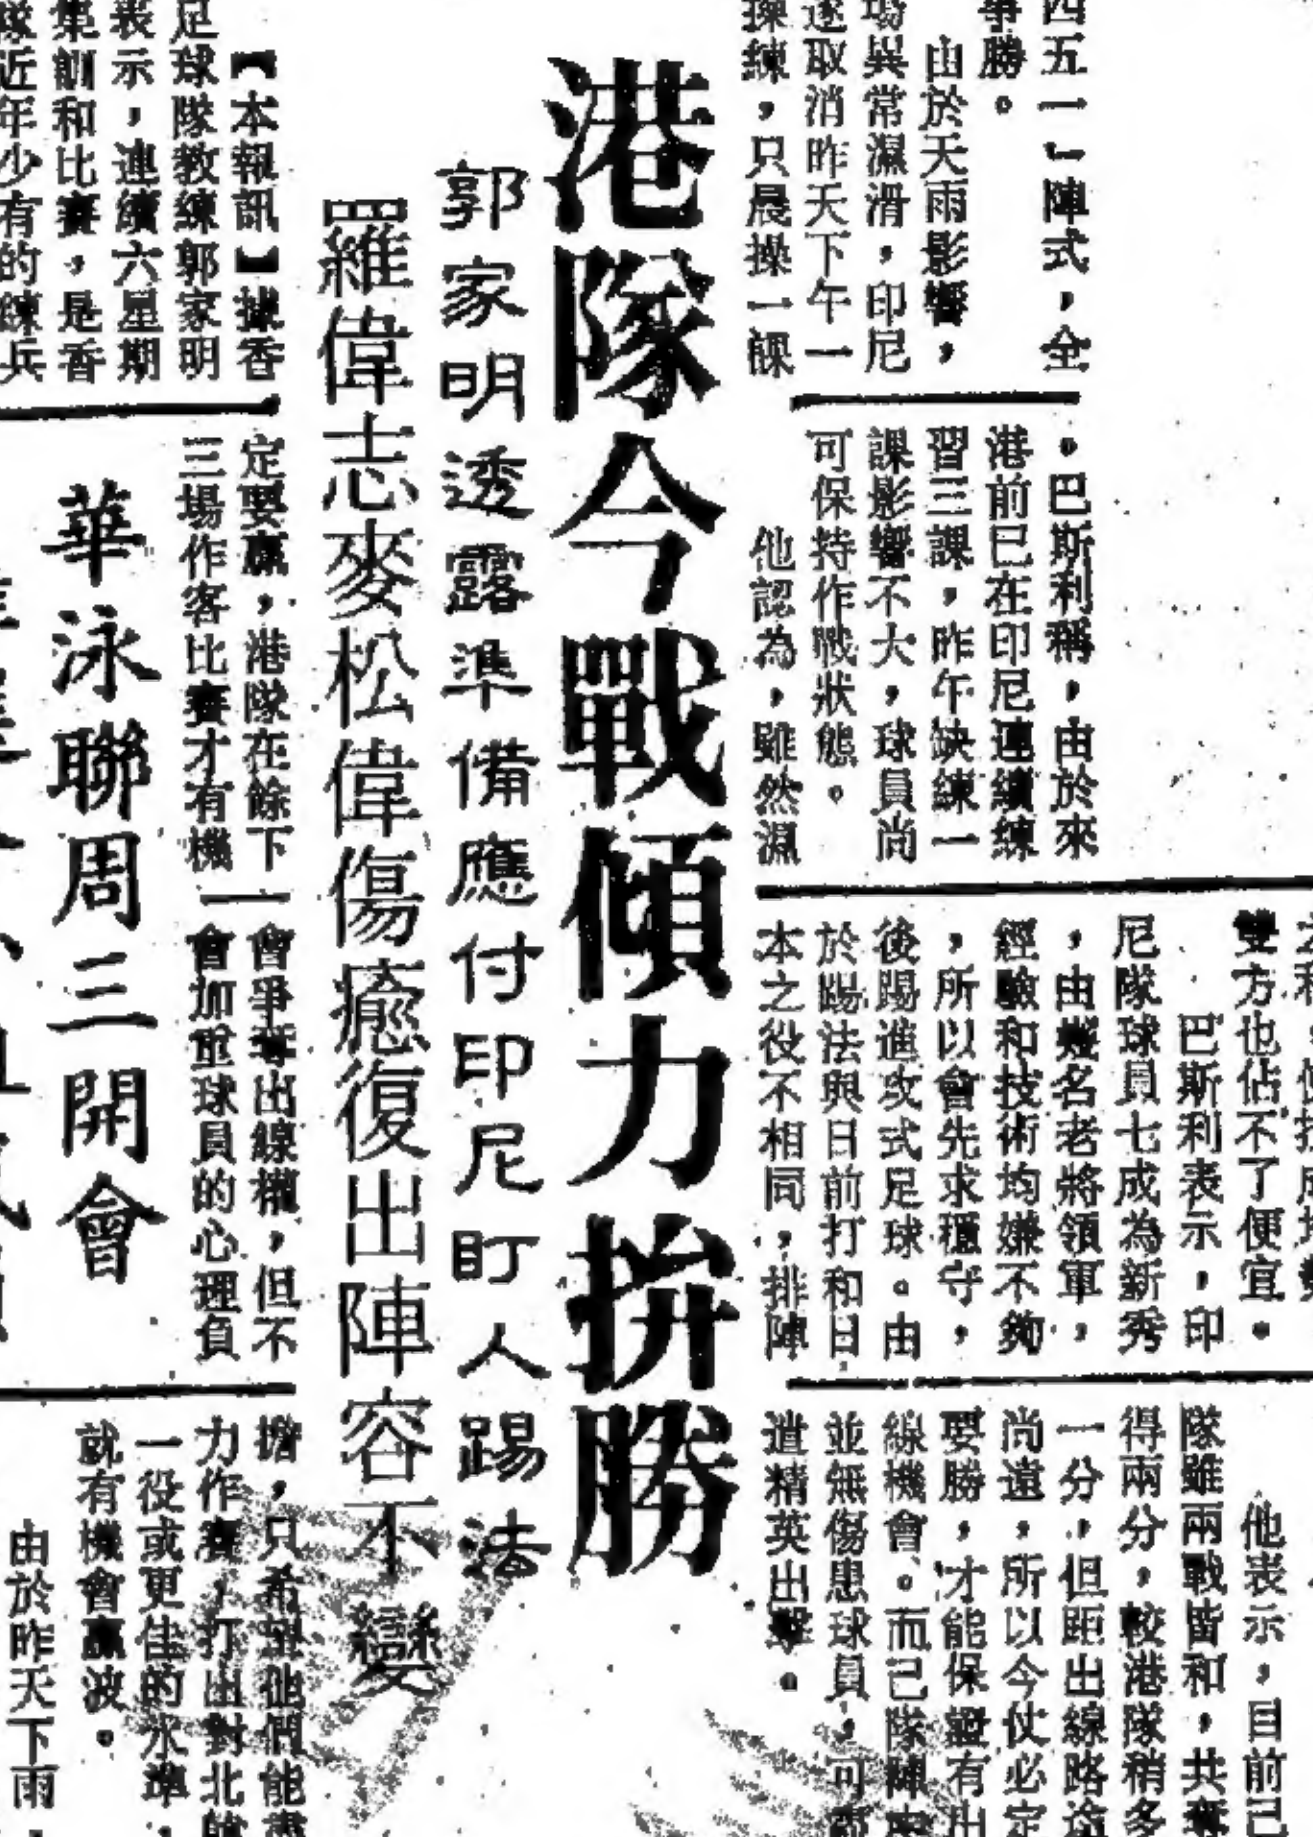 四五一」陣式，全
爭勝。
由於天雨影響，
場異常濕滑，印尼
遂取消昨天下午一
操練，只晨操一課
。巴斯利稱，由於來
港前已在印尼連續練
習三課，昨午缺練一
課影響不大，球員尚
可保持作戰狀態。
他認為，雖然濕
雙方也佔不了便宜。
巴斯利表示，印
尼隊球員七成為新秀
，由幾名老將領軍，
經驗和技術均嫌不夠
，所以會先求穩守，
後踢進攻式足球。由
於踢法與日前打和日
本之役不相同，排陣
他表示，目前己
隊雖兩戰皆和，共奪
得兩分，較港隊稍多
一分，但距出線路途
尚遠，所以今仗必定
要勝，才能保證有出
線機會。而己隊陣中
並無傷患球員，可
遣精英出擊。
港隊今戰傾力拚勝
郭家明透露準備應付印尼盯人踢法
羅偉志麥松偉傷癒復出陣容不變
【本報訊】據香
足球隊教練郭家明
表示，連續六星期
集訓和比賽，是香
隊近年少有的練兵
定要贏，港隊在餘下
三場作客比賽才有機
會爭奪出線權，但不
會加重球員的心理負
擔，只希望他們能盡
力作賽，打出對北韓
一役或更佳的水準，
就有機會贏波。
由於昨天下雨
華泳聯周三開會